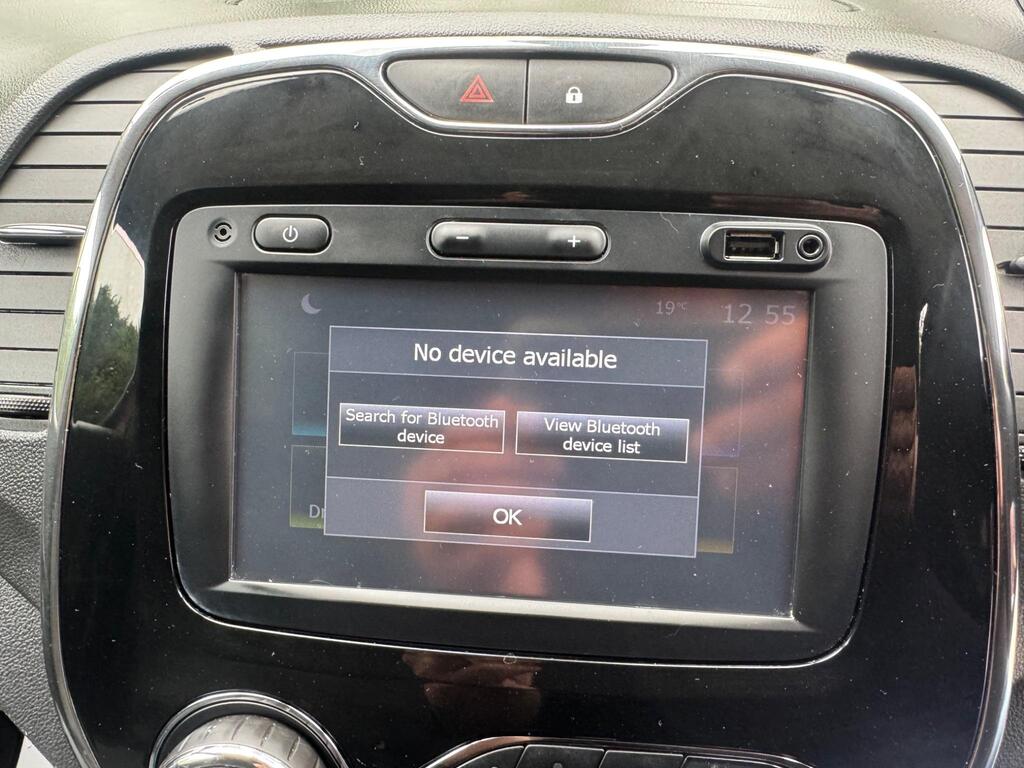 19°C 12 55
No device available
Search for Bluetooth
device
View Bluetooth
device list
OK